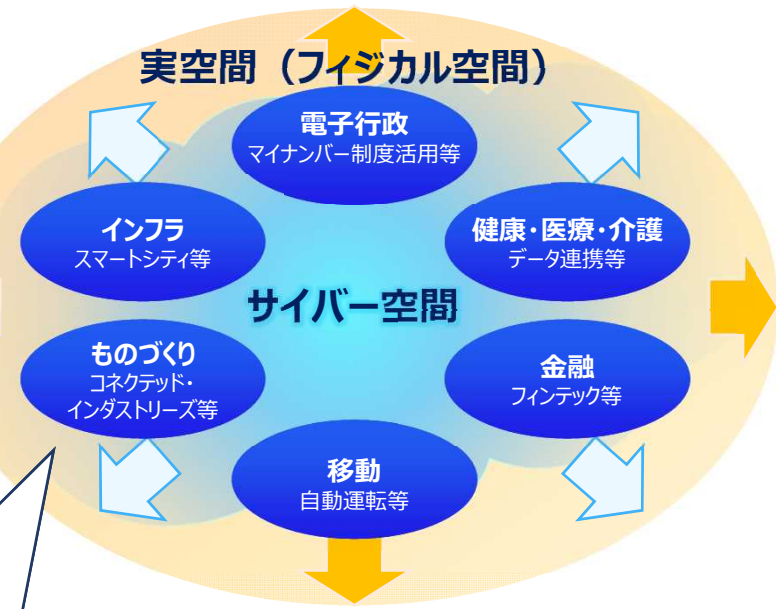 実空間（フィジカル空間）
電子行政
マイナンバー制度活用等
インフラ
スマートシティ等
健康・医療・介護
データ連携等
サイバー空間
ものづくり
コネクテッド・
インダストリーズ等
金融
フィンテック等
移動
自動運転等